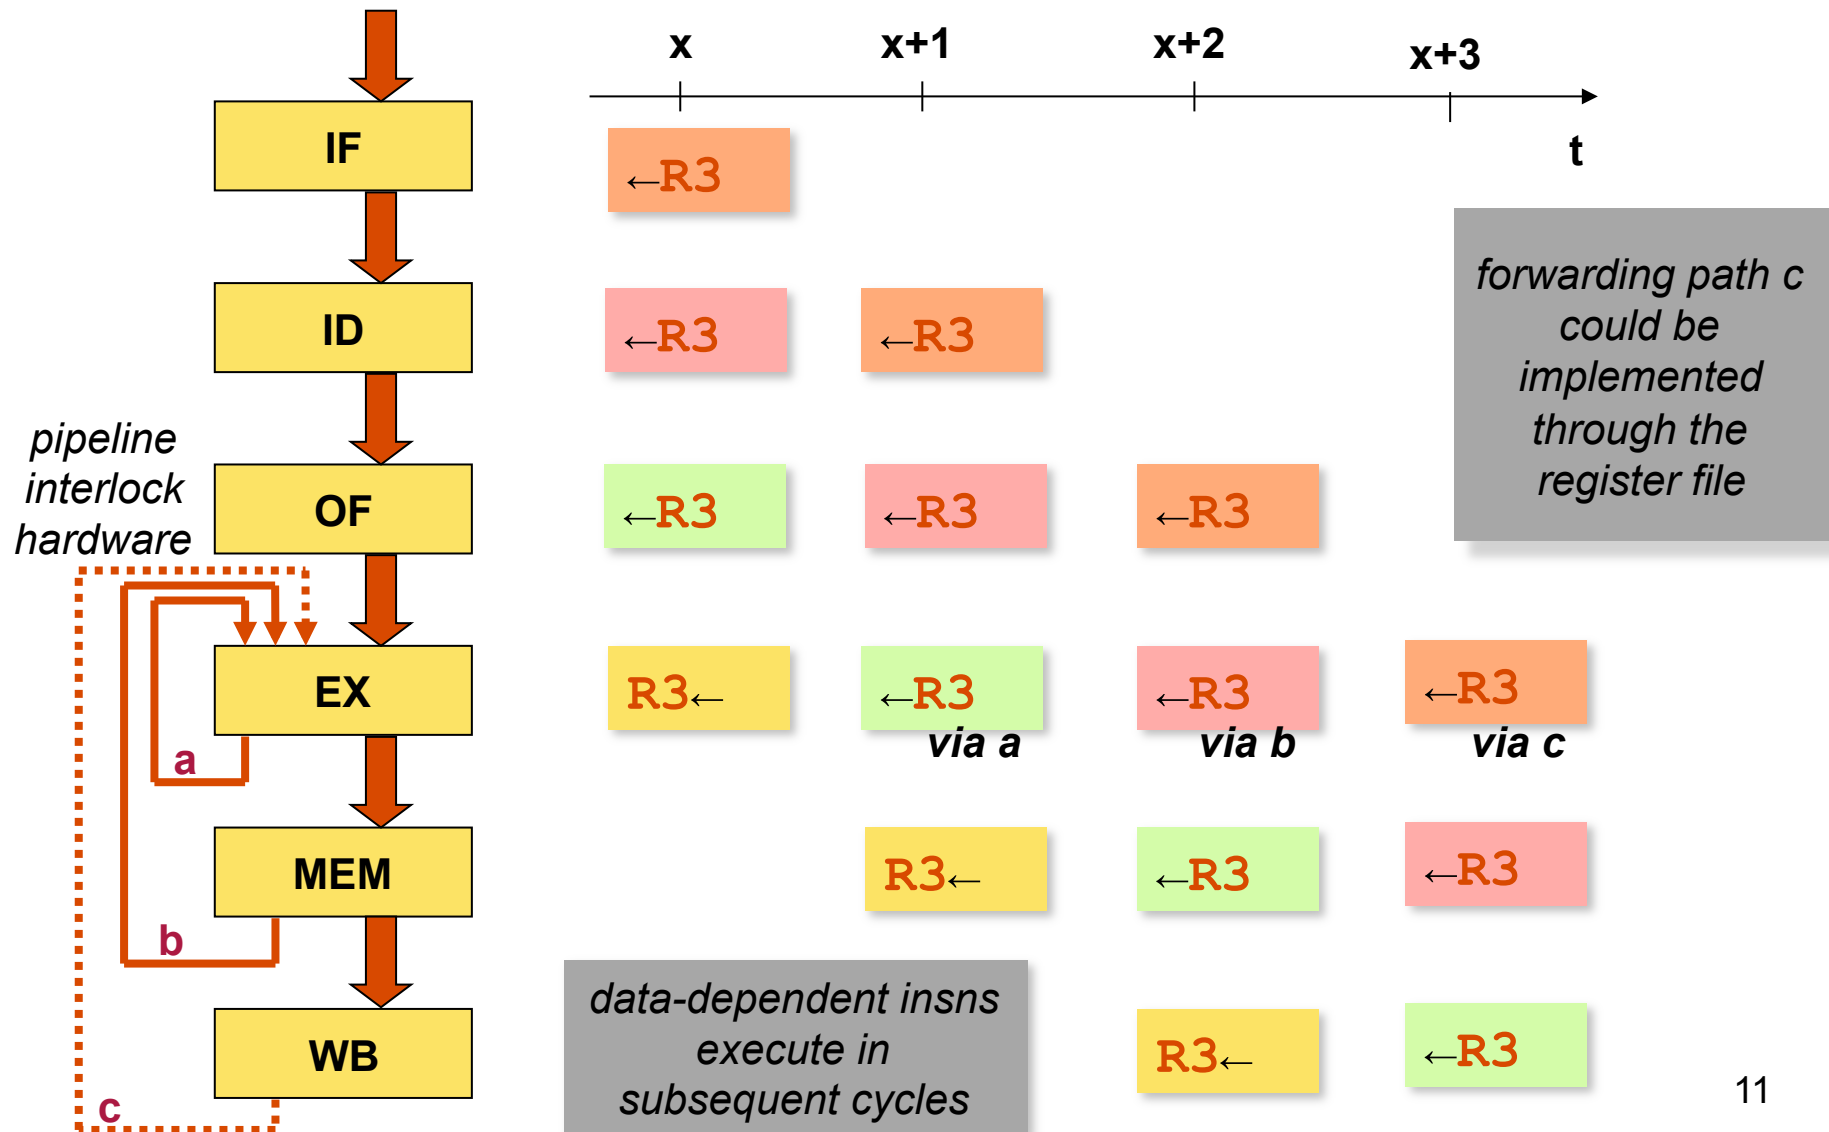 x x+1 x+2 x+3
t
IF
←R3
ID
←R3 ←R3
pipeline
interlock
hardware
OF
←R3 ←R3 ←R3
forwarding path c
could be
implemented
through the
register file
EX
R3← ←R3 ←R3 ←R3
via a via b via c
a
MEM
R3← ←R3 ←R3
b
WB
R3← ←R3
c
data-dependent insns
execute in
subsequent cycles
11